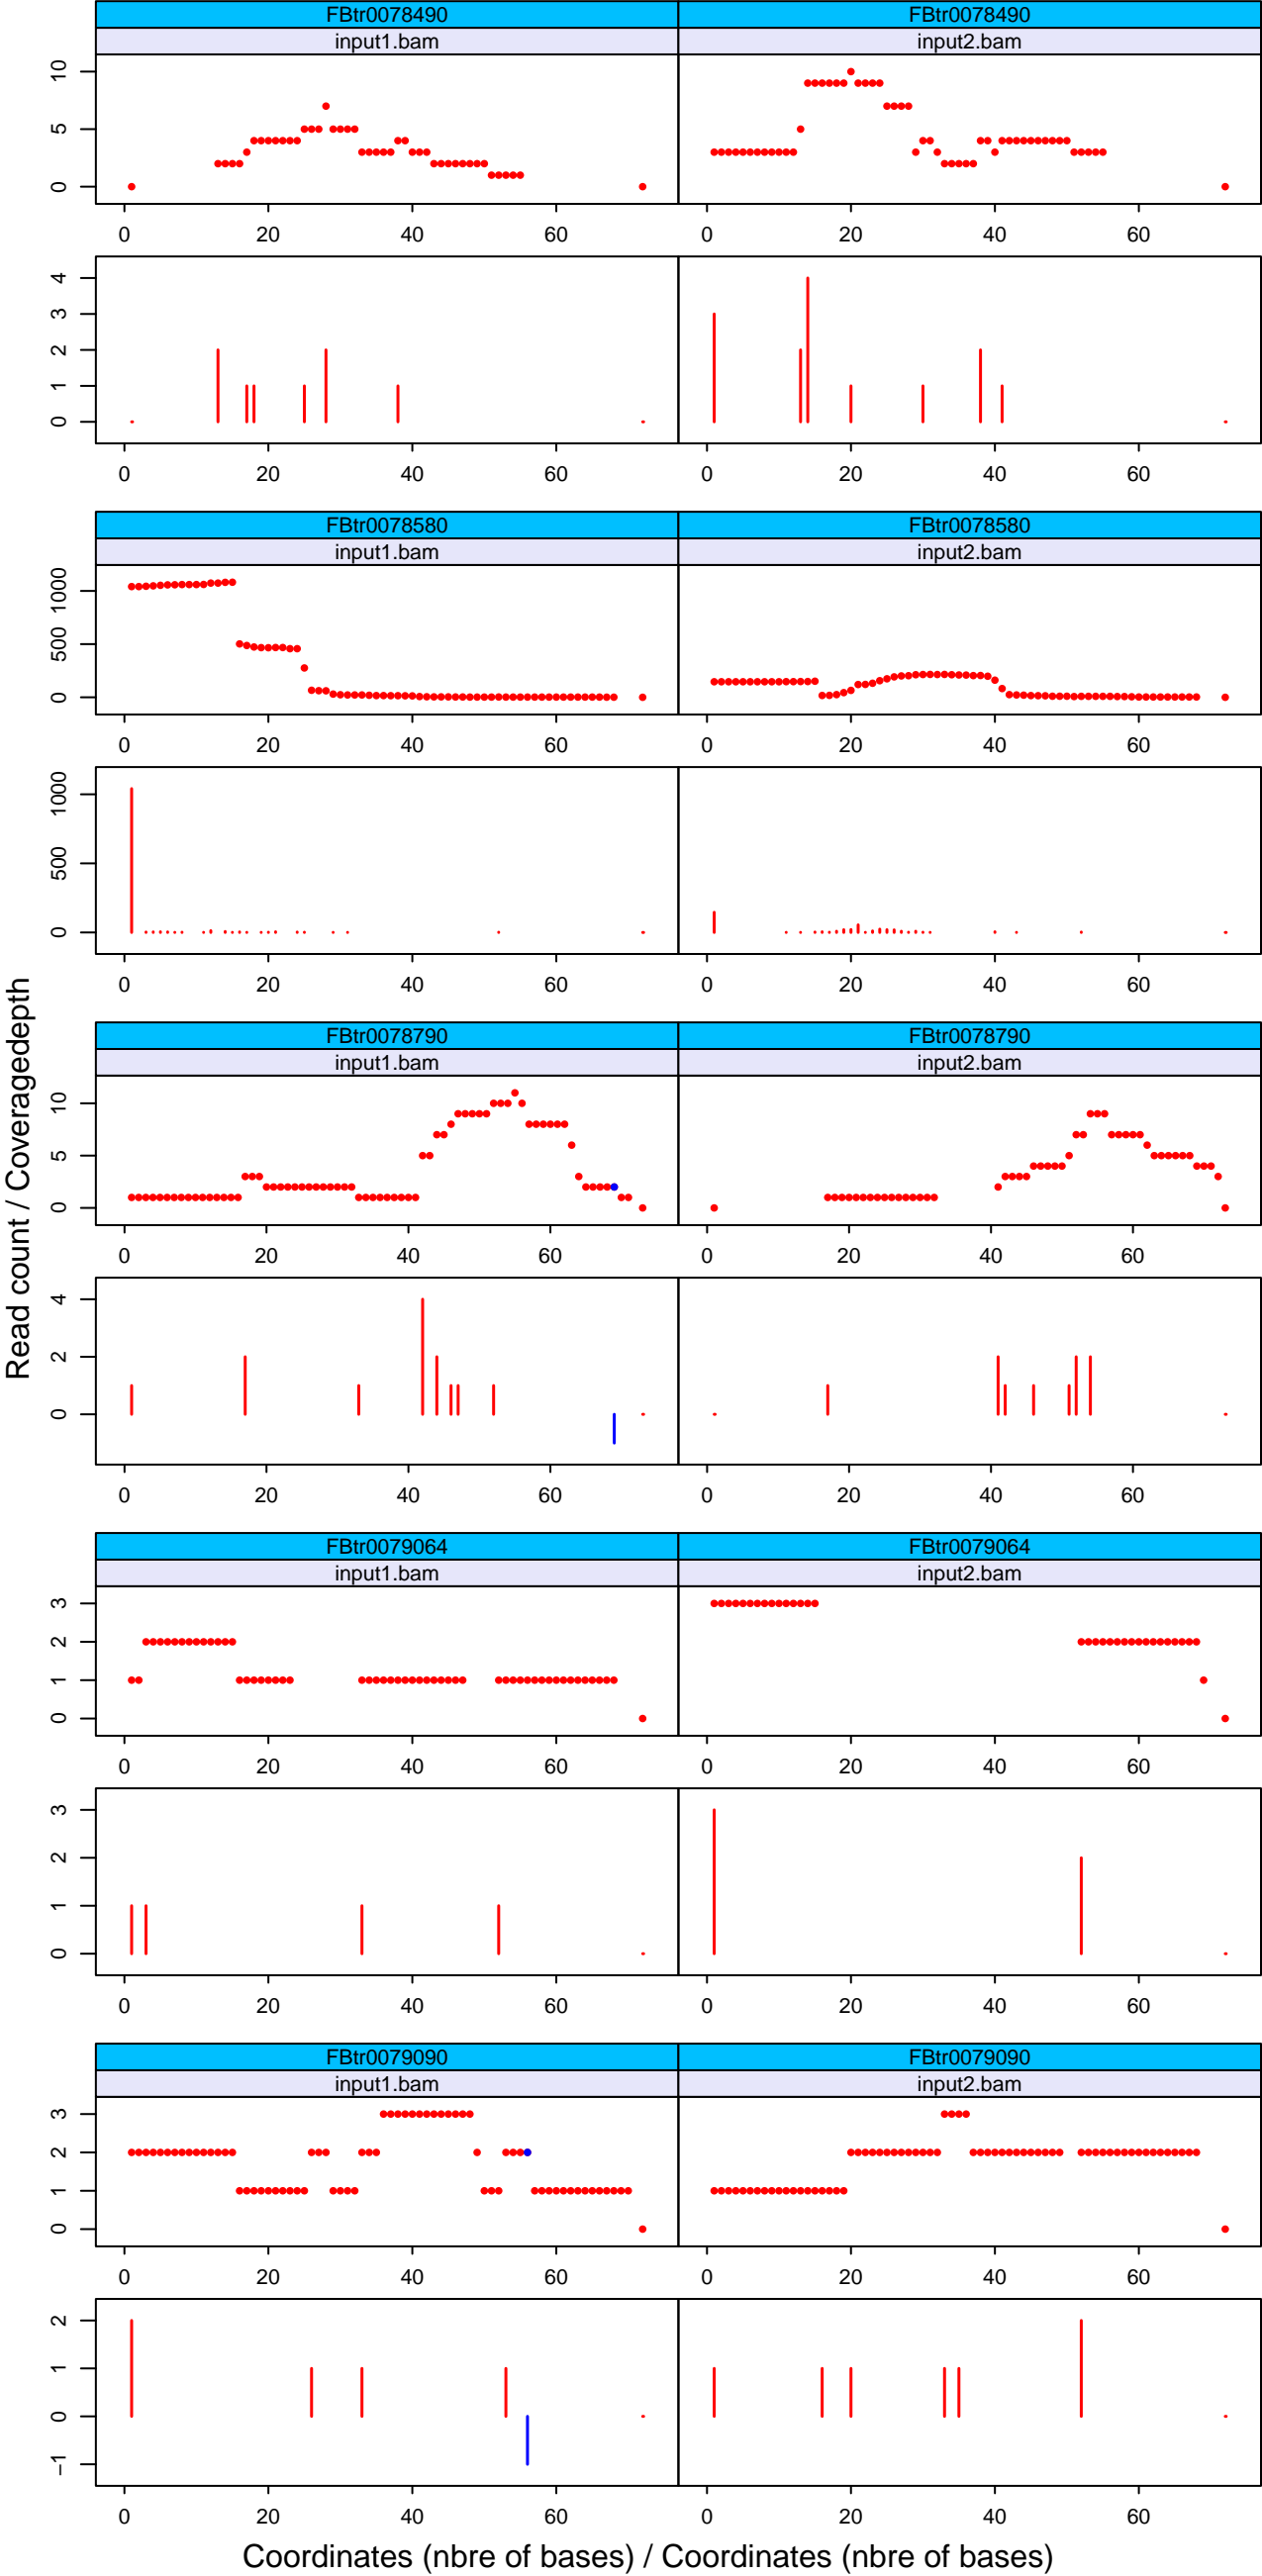 FBtr0078490 FBtr0078490
input1.bam input2.bam
10
5
0
0 20 40 60 0 20 40 60
4
3
2
1
0
0 20 40 60 0 20 40 60
FBtr0078580 FBtr0078580
input1.bam input2.bam
1000
500
0
0 20 40 60 0 20 40 60
1000
500
0
0 20 40 60 0 20 40 60
Read count / Coveragedepth
FBtr0078790 FBtr0078790
input1.bam input2.bam
10
5
0
0 20 40 60 0 20 40 60
4
2
0
0 20 40 60 0 20 40 60
FBtr0079064 FBtr0079064
input1.bam input2.bam
3
2
1
0
0 20 40 60 0 20 40 60
3
2
1
0
0 20 40 60 0 20 40 60
FBtr0079090 FBtr0079090
input1.bam input2.bam
3
2
1
0
0 20 40 60 0 20 40 60
2
1
0
−1
0 20 40 60 0 20 40 60
Coordinates (nbre of bases) / Coordinates (nbre of bases)